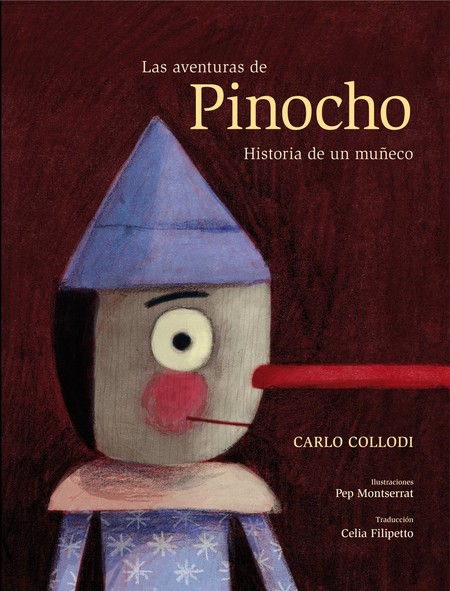 Las aventuras de
Pinocho
Historia de un muñeco
CARLO COLLODI
Ilustraciones
Pep Montserrat
Traducción
Celia Filipetto